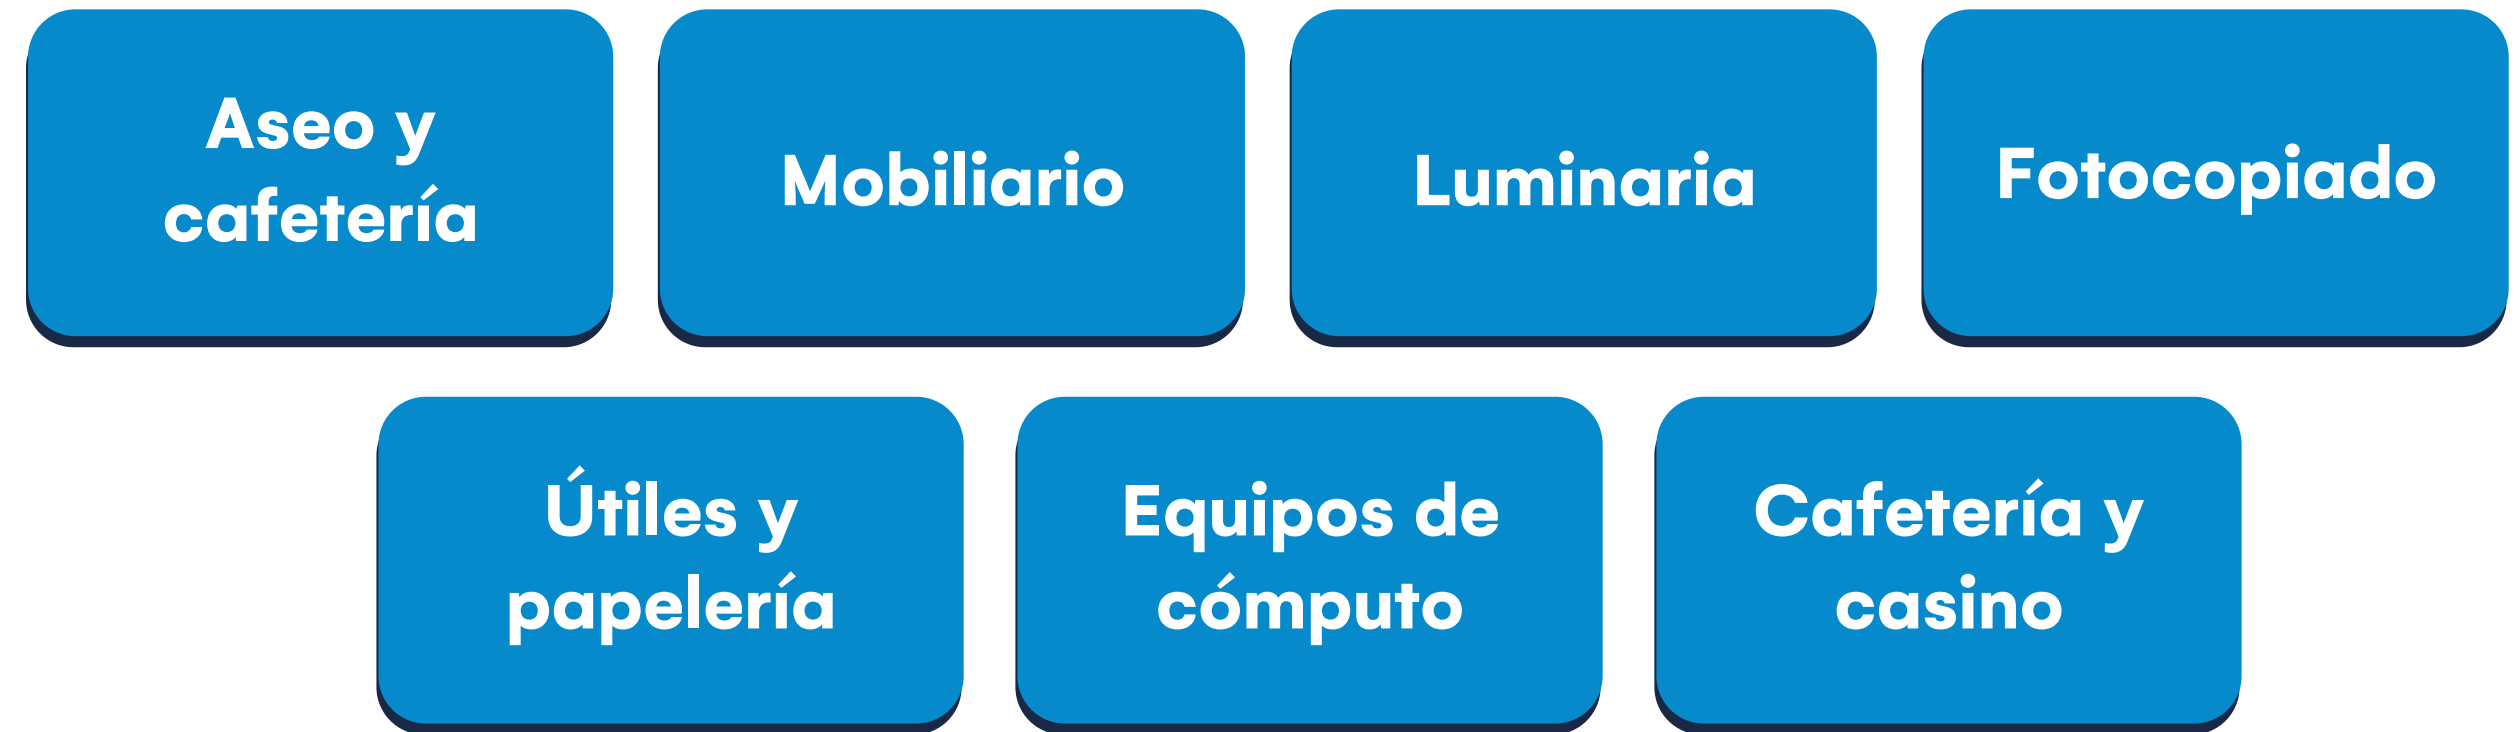 Aseo y
cafetería
Mobiliario
Luminaria
Fotocopiado
Útiles y
papelería
Equipos de
cómputo
Cafetería y
casino